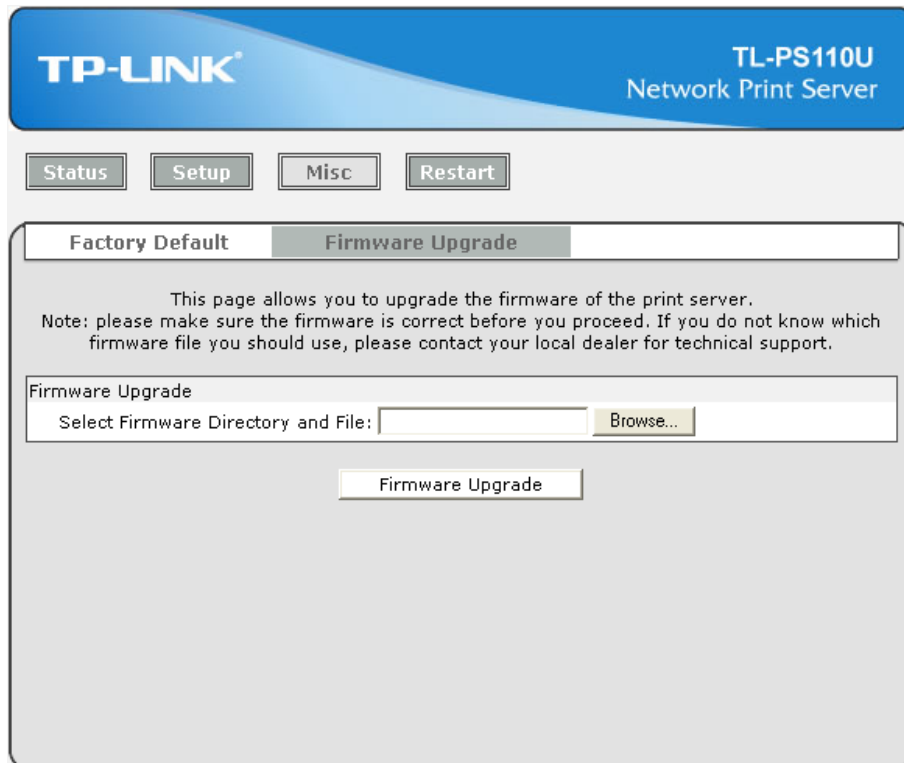 TP-LINK®
TL-PS110U
Network Print Server
Status Setup Misc Restart
Factory Default Firmware Upgrade
This page allows you to upgrade the firmware of the print server.
Note: please make sure the firmware is correct before you proceed. If you do not know which
firmware file you should use, please contact your local dealer for technical support.
Firmware Upgrade
Select Firmware Directory and File: Browse...
Firmware Upgrade